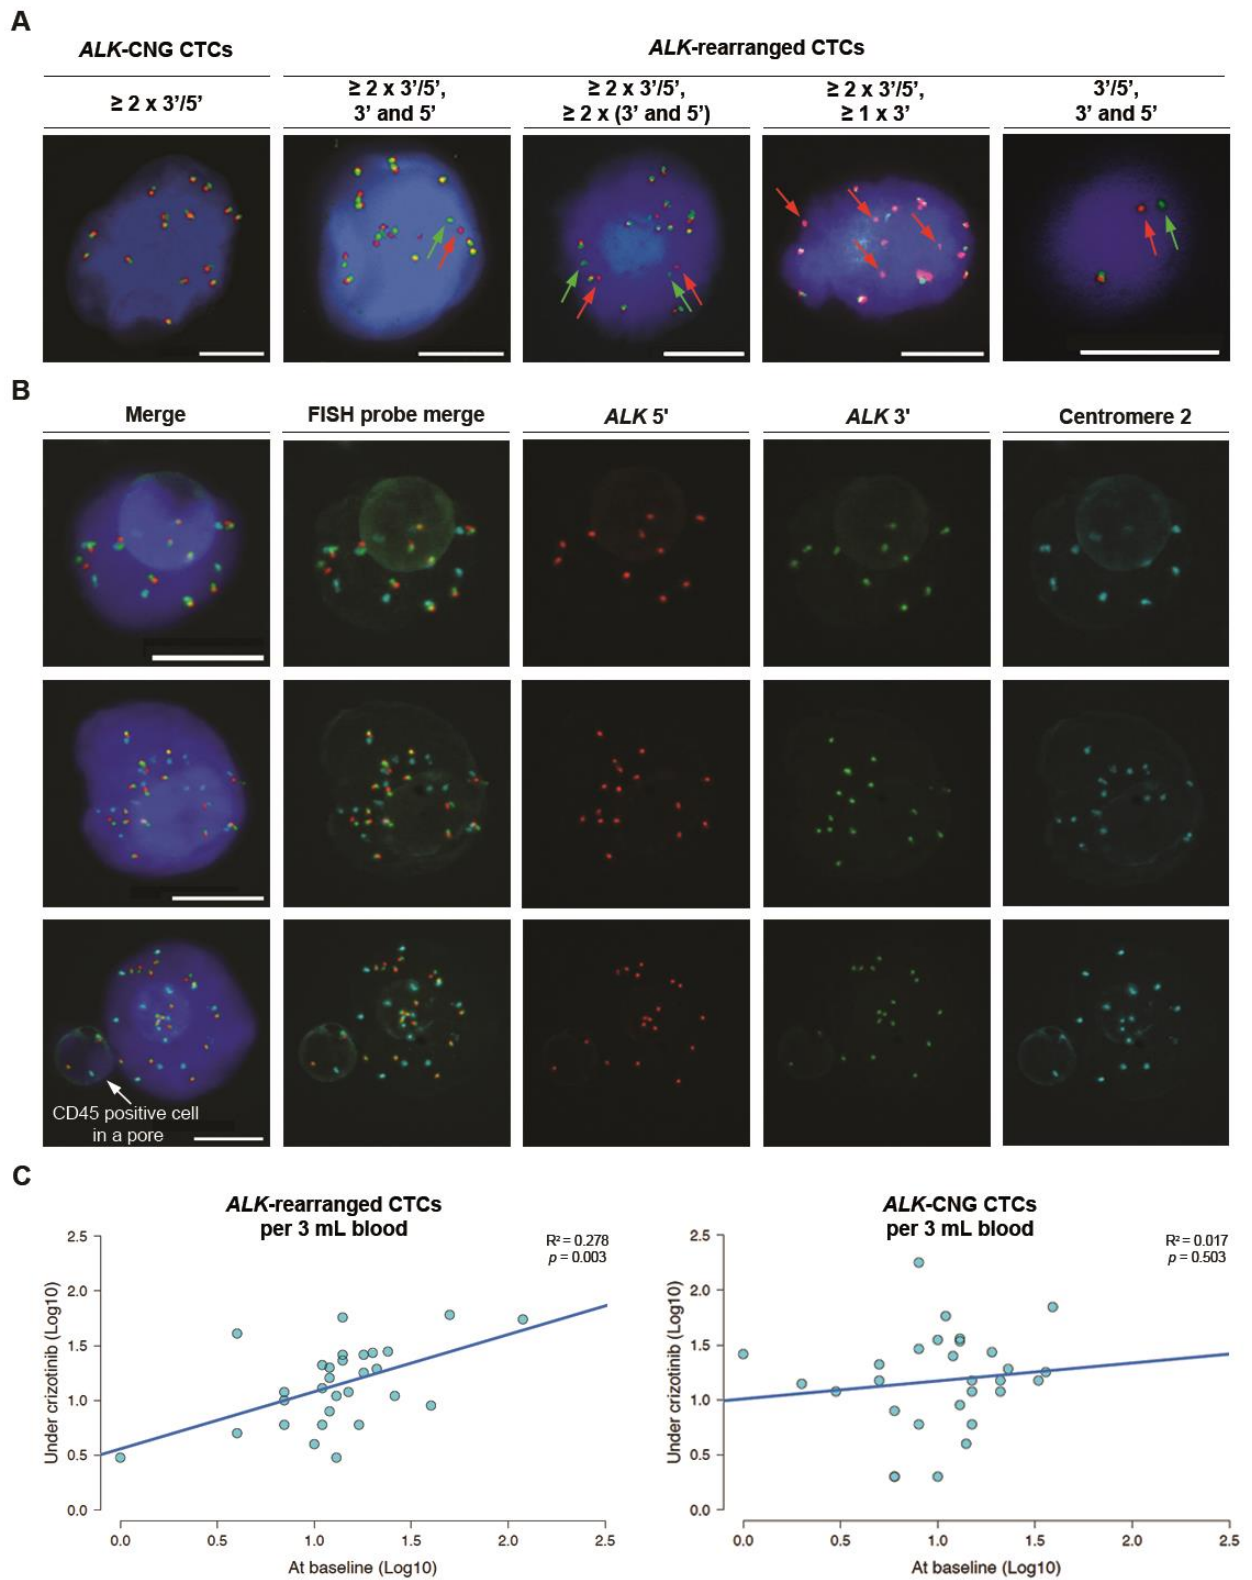 A
ALK-CNG CTCs
ALK-rearranged CTCs
≥ 2 x 3’/5’
≥ 2 x 3’/5’,
3’ and 5’
≥ 2 x 3’/5’,
≥ 2 x (3’ and 5’)
≥ 2 x 3’/5’,
≥ 1 x 3’
3’/5’,
3’ and 5’
B
Merge
FISH probe merge
ALK 5'
ALK 3'
Centromere 2
CD45 positive cell
in a pore
C
ALK-rearranged CTCs
per 3 mL blood
R² = 0.278
p = 0.003
Under crizotinib (Log10)
2.5
2.0
1.5
1.0
0.5
0.0
0.0 0.5 1.0 1.5 2.0 2.5
At baseline (Log10)
ALK-CNG CTCs
per 3 mL blood
R² = 0.017
p = 0.503
Under crizotinib (Log10)
2.5
2.0
1.5
1.0
0.5
0.0
0.0 0.5 1.0 1.5 2.0 2.5
At baseline (Log10)